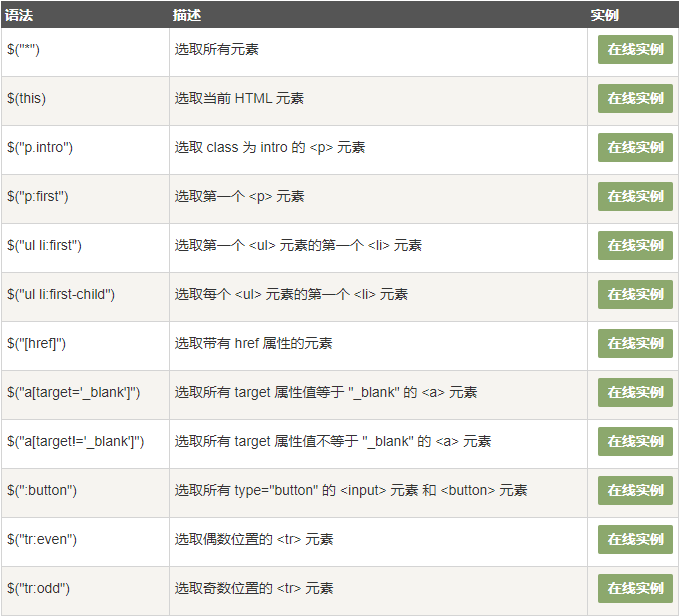 语法 描述 实例
$("*") 选取所有元素 在线实例
$(this) 选取当前 HTML 元素 在线实例
$("p.intro") 选取 class 为 intro 的 <p> 元素 在线实例
$("p:first") 选取第一个 <p> 元素 在线实例
$("ul li:first") 选取第一个 <ul> 元素的第一个 <li> 元素 在线实例
$("ul li:first-child") 选取每个 <ul> 元素的第一个 <li> 元素 在线实例
$("[href]") 选取带有 href 属性的元素 在线实例
$("a[target='_blank']") 选取所有 target 属性值等于 "_blank" 的 <a> 元素 在线实例
$("a[target!='_blank']") 选取所有 target 属性值不等于 "_blank" 的 <a> 元素 在线实例
$(":button") 选取所有 type="button" 的 <input> 元素 和 <button> 元素 在线实例
$("tr:even") 选取偶数位置的 <tr> 元素 在线实例
$("tr:odd") 选取奇数位置的 <tr> 元素 在线实例